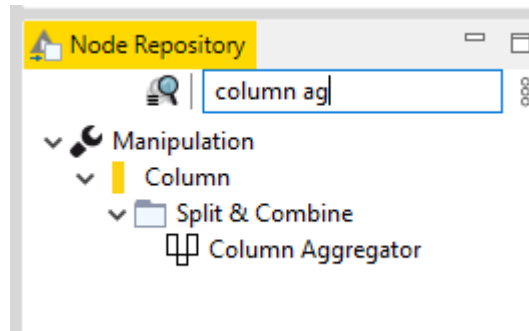 Node Repository
column ag
Manipulation
Column
Split & Combine
Column Aggregator